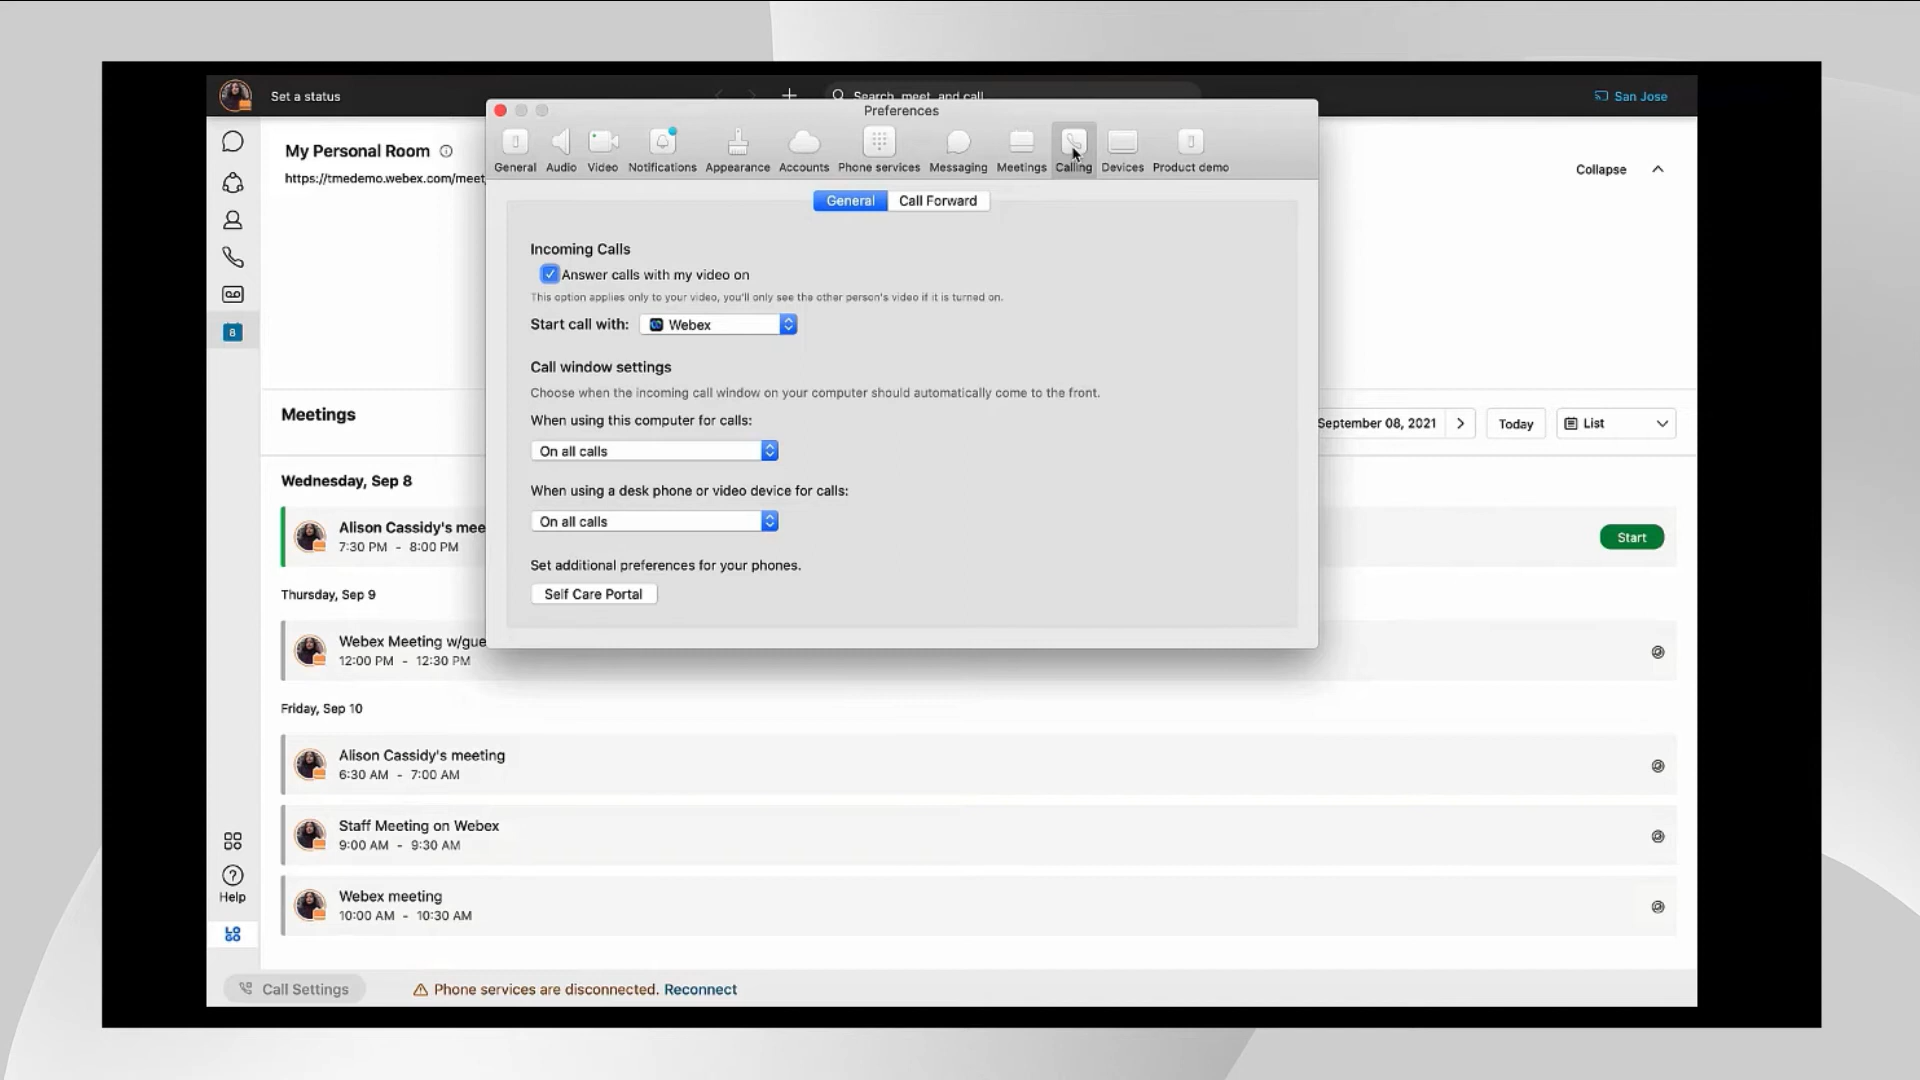 Set a status
Search, meet, and call
San Jose
Preferences
General
Audio
Video
Notifications
Appearance
Accounts
Phone services
Messaging
Meetings
Calling
Devices
Product demo
General
Call Forward
My Personal Room
https://tmedemo.webex.com/meet
Collapse
Incoming Calls
Answer calls with my video on
This option applies only to your video, you'll only see the other person's video if it is turned on.
Start call with:
Webex
Call window settings
Choose when the incoming call window on your computer should automatically come to the front.
When using this computer for calls:
On all calls
When using a desk phone or video device for calls:
On all calls
Set additional preferences for your phones.
Self Care Portal
8
Meetings
September 08, 2021
Today
List
Wednesday, Sep 8
Alison Cassidy's mee
7:30 PM - 8:00 PM
Start
Thursday, Sep 9
Webex Meeting w/gue
12:00 PM - 12:30 PM
Friday, Sep 10
Alison Cassidy's meeting
6:30 AM - 7:00 AM
Staff Meeting on Webex
9:00 AM - 9:30 AM
Webex meeting
10:00 AM - 10:30 AM
Help
LOGO
Call Settings
Phone services are disconnected. Reconnect